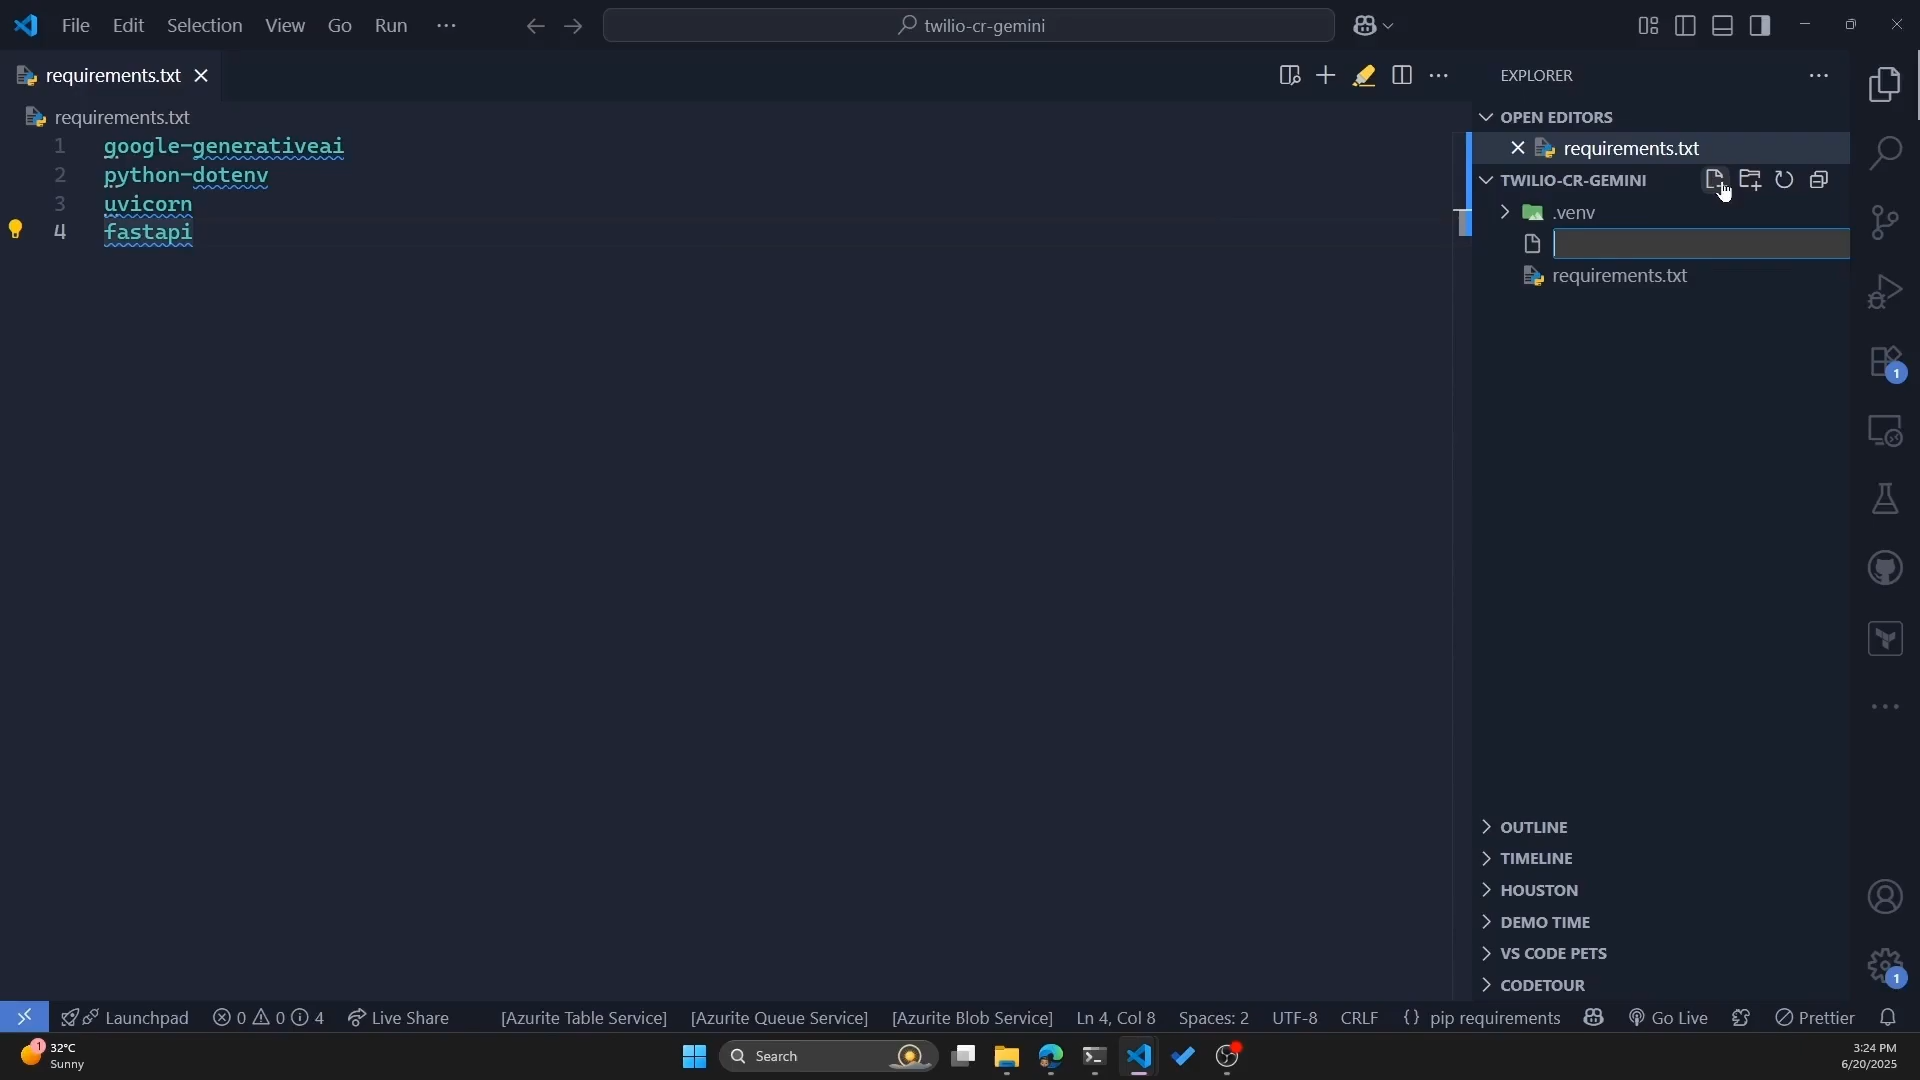 File Edit Selection View Go Run
twilio-cr-gemini
requirements.txt
requirements.txt
1 google-generativeai
2 python-dotenv
3 uvicorn
4 fastapi
EXPLORER
OPEN EDITORS
requirements.txt
TWILIO-CR-GEMINI
.venv
requirements.txt
OUTLINE
TIMELINE
HOUSTON
DEMO TIME
VS CODE PETS
CODETOUR
1
1
Launchpad 0 0 4 Live Share [Azurite Table Service] [Azurite Queue Service] [Azurite Blob Service] Ln 4, Col 8 Spaces: 2 UTF-8 CRLF {} pip requirements Go Live Prettier
1
32°C
Sunny
Search
3:24 PM
6/20/2025